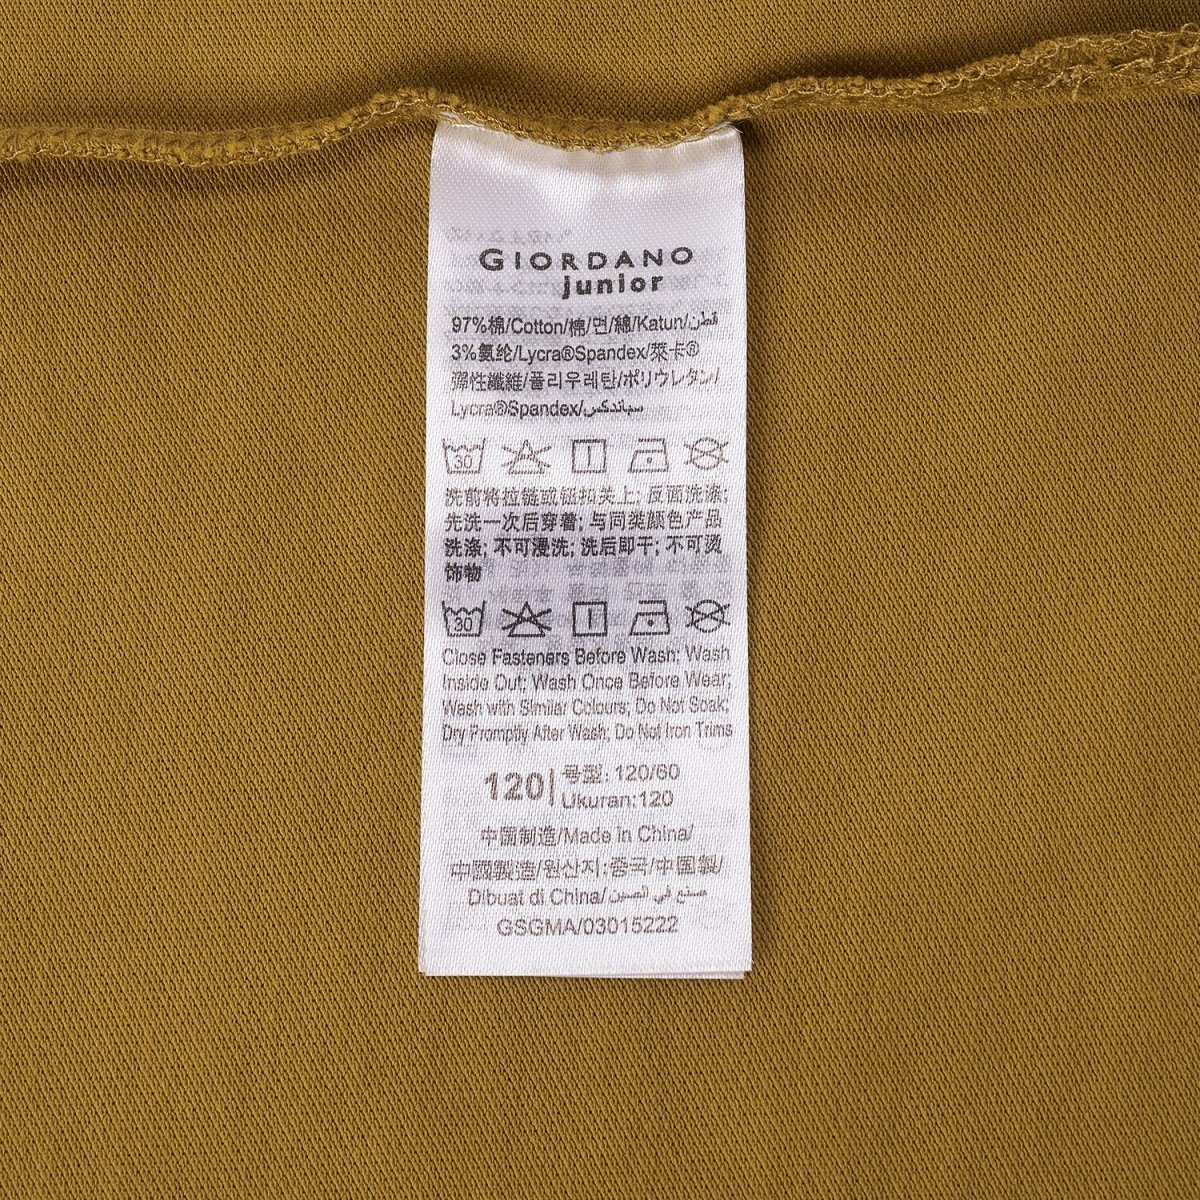 GIORDANO
junior
97%棉/Cotton/棉/면/綿/Katun/قطن
3%氨纶/Lycra®Spandex/萊卡®
彈性纖維/폴리우레탄/ポリウレタン/
Lycra®Spandex/سباندكس
30
洗前将拉链或钮扣关上; 反面洗涤;
先洗一次后穿着; 与同类颜色产品
洗涤; 不可浸洗; 洗后即干; 不可烫
饰物
30
Close Fasteners Before Wash; Wash
Inside Out; Wash Once Before Wear;
Wash with Similar Colours; Do Not Soak;
Dry Promptly After Wash; Do Not Iron Trims
120| 号型: 120/60
Ukuran:120
中国制造/Made in China/
中國製造/원산지:중국/中国製/
Dibuat di China/صنع في الصين
GSGMA/03015222